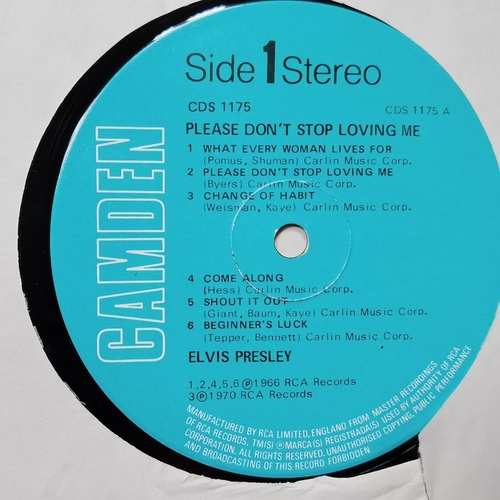 Side 1 Stereo
CDS 1175
CDS 1175 A
PLEASE DON'T STOP LOVING ME
1 WHAT EVERY WOMAN LIVES FOR
(Pomus, Shuman) Carlin Music Corp.
2 PLEASE DON'T STOP LOVING ME
(Byers) Carlin Music Corp.
3 CHANGE OF HABIT
(Weisman, Kaye) Carlin Music Corp.
4 COME ALONG
(Hess) Carlin Music Corp.
5 SHOUT IT OUT
(Giant, Baum, Kaye) Carlin Music Corp.
6 BEGINNER'S LUCK
(Tepper, Bennett) Carlin Music Corp.
ELVIS PRESLEY
1,2,4,5,6 ℗ 1966 RCA Records
3 ℗ 1970 RCA Records
MANUFACTURED BY RCA LIMITED, ENGLAND FROM MASTER RECORDINGS
OF RCA RECORDS, TM(S) ® MARCA(S) REGISTRADA(S) USED BY AUTHORITY OF RCA
CORPORATION. ALL RIGHTS RESERVED. UNAUTHORISED COPYING, PUBLIC PERFORMANCE
AND BROADCASTING OF THIS RECORD FORBIDDEN
CAMDEN